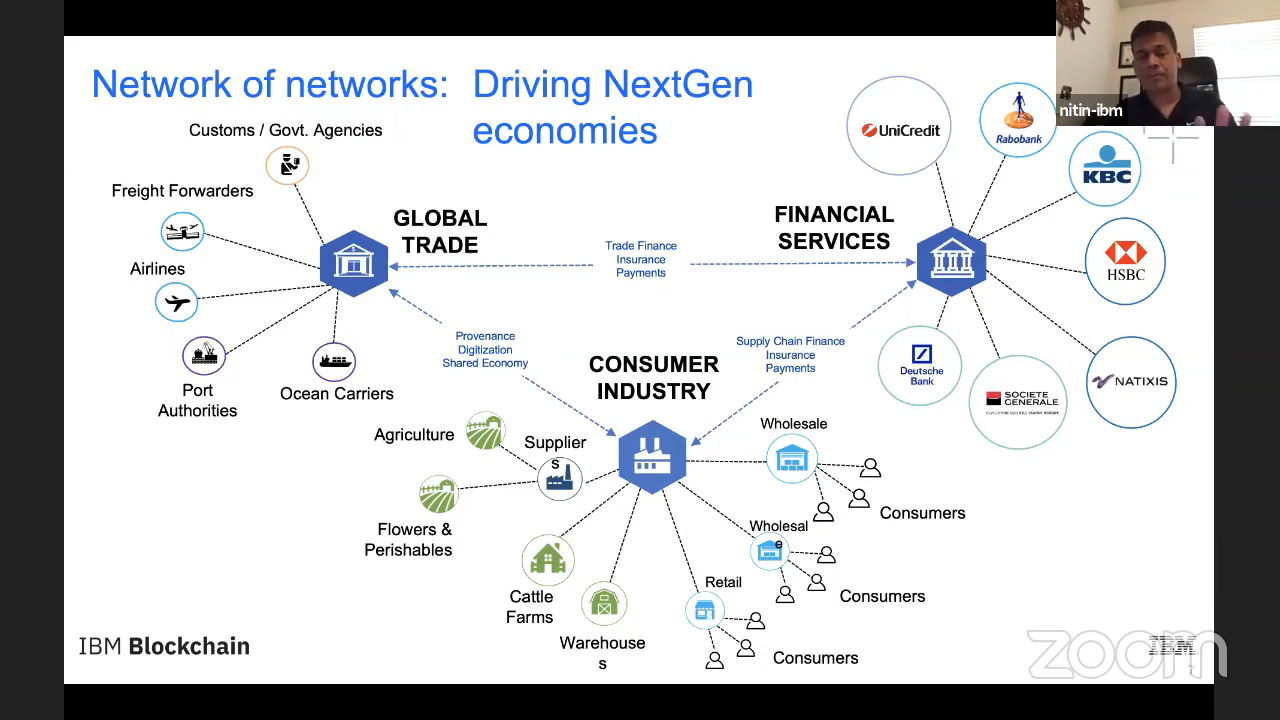 Network of networks: Driving NextGen
economies
nitin-ibm
Customs / Govt. Agencies
Freight Forwarders
Airlines
Port
Authorities
Ocean Carriers
GLOBAL
TRADE
Trade Finance
Insurance
Payments
FINANCIAL
SERVICES
UniCredit
Rabobank
KBC
HSBC
NATIXIS
SOCIETE
GENERALE
Deutsche
Bank
Provenance
Digitization
Shared Economy
Supply Chain Finance
Insurance
Payments
CONSUMER
INDUSTRY
Agriculture
Supplier
s
Flowers &
Perishables
Cattle
Farms
Warehouse
s
Wholesale
Consumers
Wholesal
e
Consumers
Retail
Consumers
IBM Blockchain
IBM
zoom